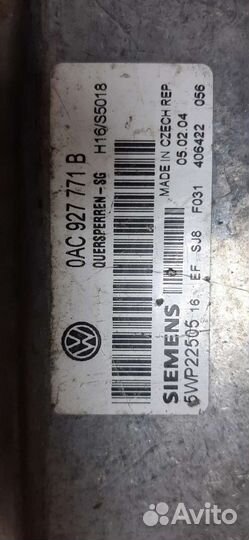 0AC 927 771 B
QUERSPERREN-SG
H16/S5018
SIEMENS
5WP22505 16
MADE IN CZECH REP
05.02.04
EF SJ8 F031 406422 056
Avito